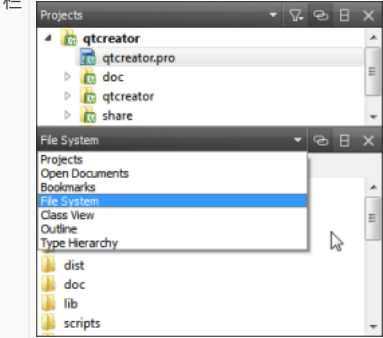 栏
Projects
qtcreator
qtcreator.pro
doc
qtcreator
share
File System
Projects
Open Documents
Bookmarks
File System
Class View
Outline
Type Hierarchy
dist
doc
lib
scripts